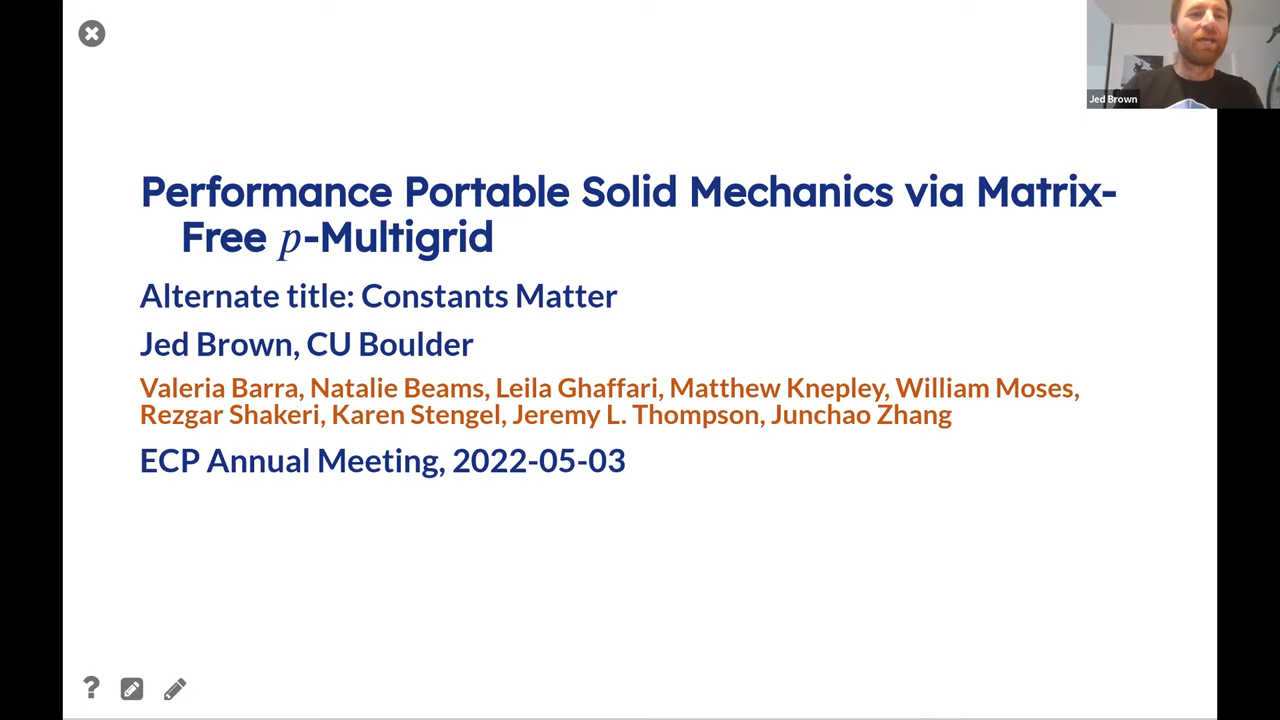 Jed Brown
Performance Portable Solid Mechanics via Matrix-
Free p-Multigrid
Alternate title: Constants Matter
Jed Brown, CU Boulder
Valeria Barra, Natalie Beams, Leila Ghaffari, Matthew Knepley, William Moses,
Rezgar Shakeri, Karen Stengel, Jeremy L. Thompson, Junchao Zhang
ECP Annual Meeting, 2022-05-03
?